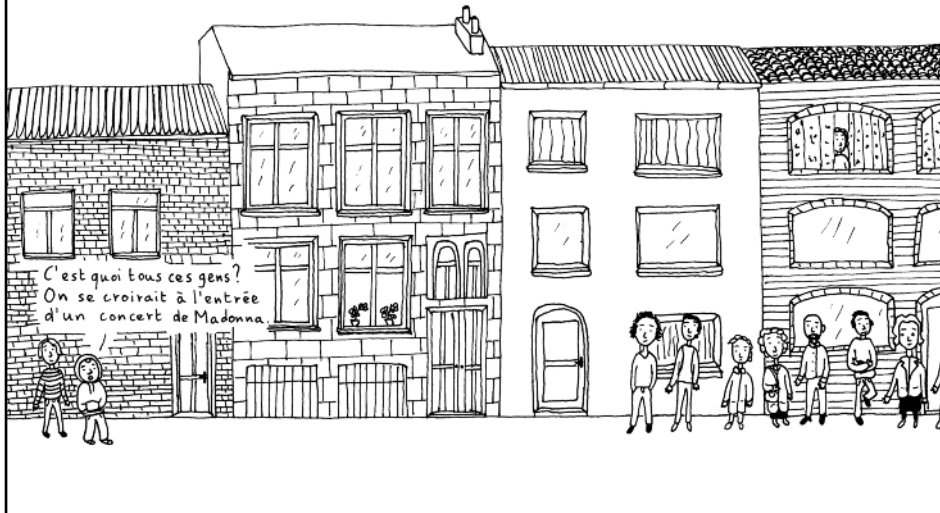 C'est quoi tous ces gens?
On se croirait à l'entrée
d'un concert de Madonna.